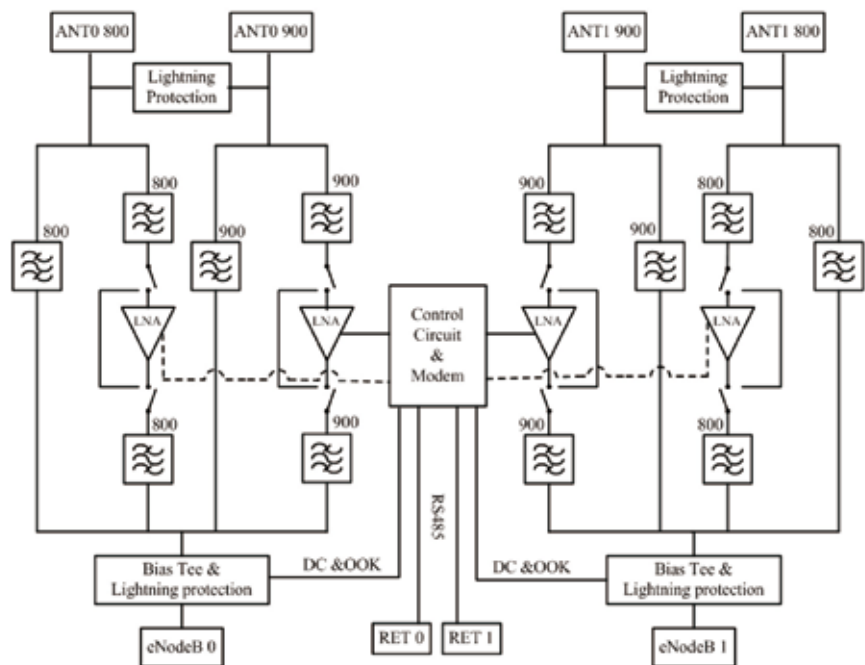 ANT0 800
ANT0 900
ANT1 900
ANT1 800
Lightning
Protection
Lightning
Protection
800
900
900
800
800
900
900
800
LNA
LNA
Control
Circuit
&
Modem
LNA
LNA
800
900
900
800
RS485
Bias Tee &
Lightning protection
DC &OOK
DC &OOK
Bias Tee &
Lightning protection
eNodeB 0
RET 0
RET 1
eNodeB 1